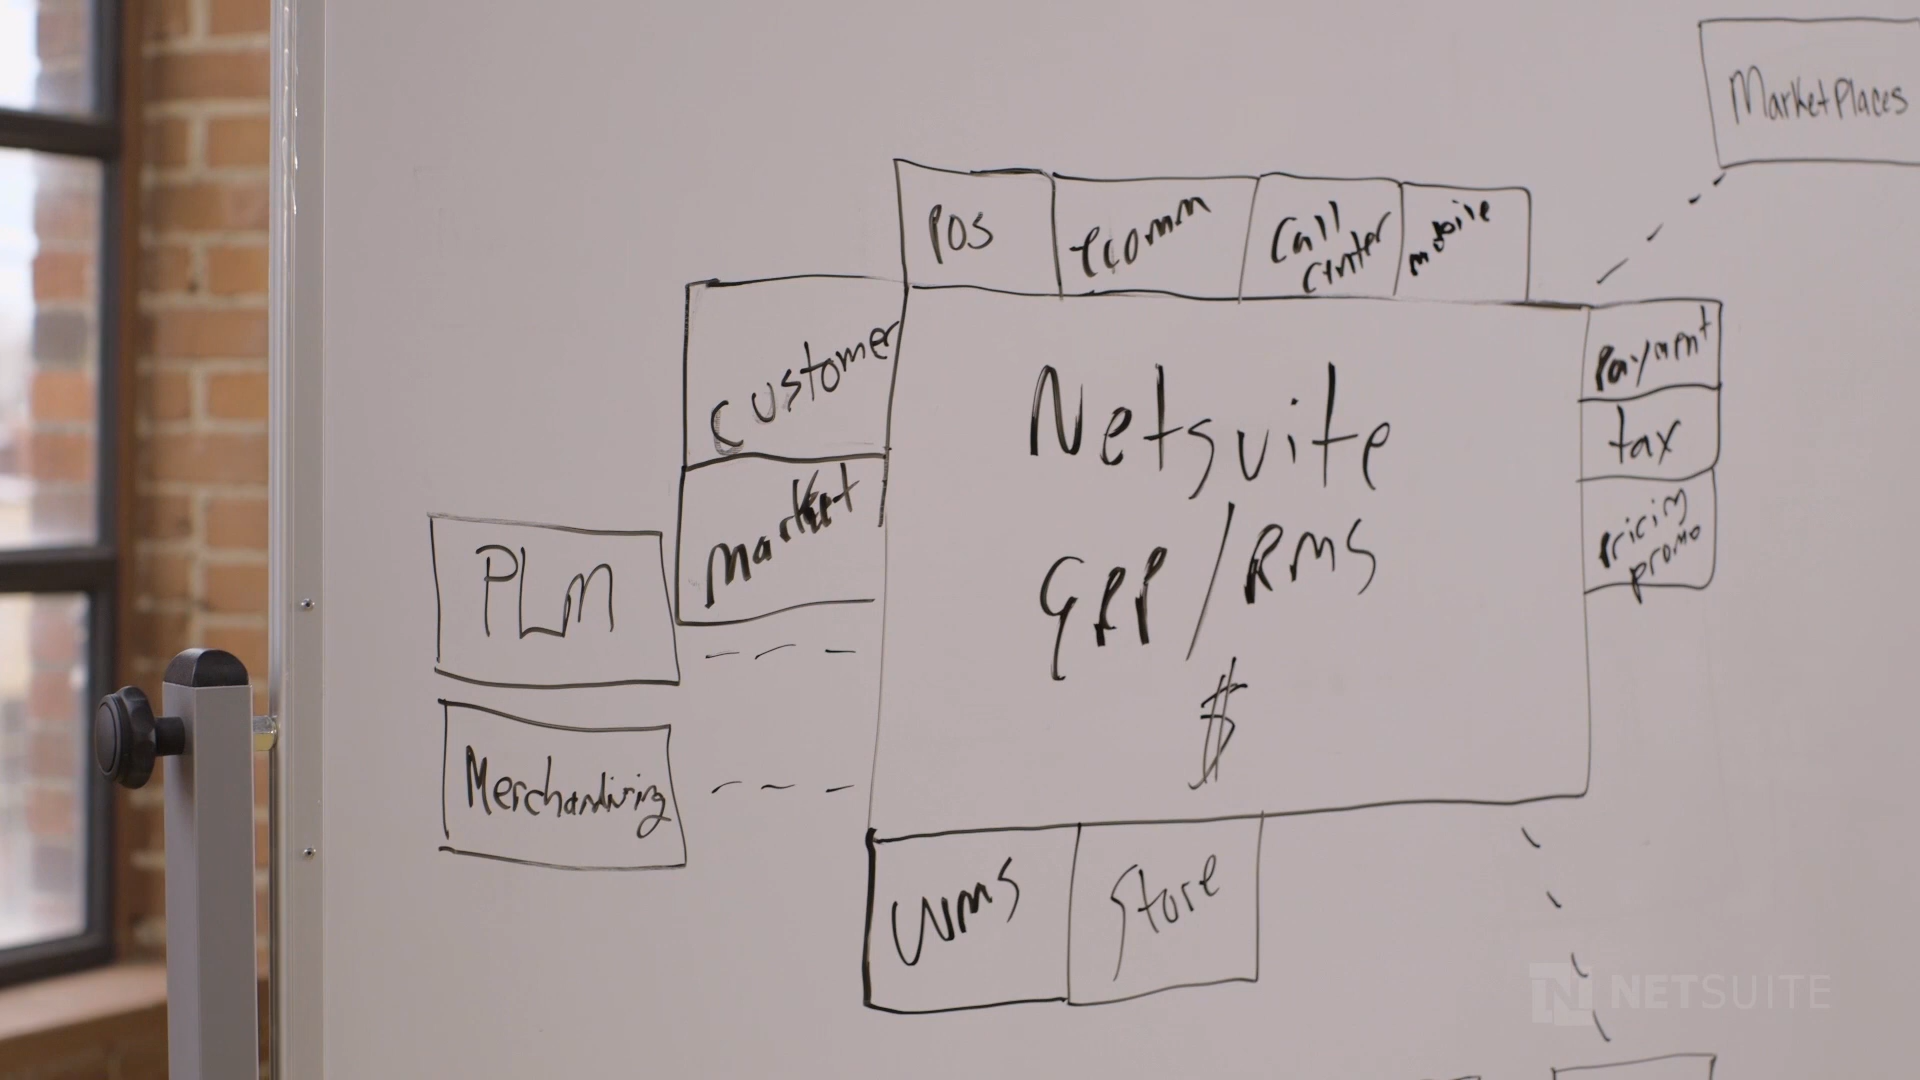 MarketPlaces
POS
ecomm
Call
Center
mobile
Customer
Market
Netsuite
ERP/RMS
$
Payment
tax
Pricing
promo
PLM
Merchandising
WMS
Store
NETSUITE